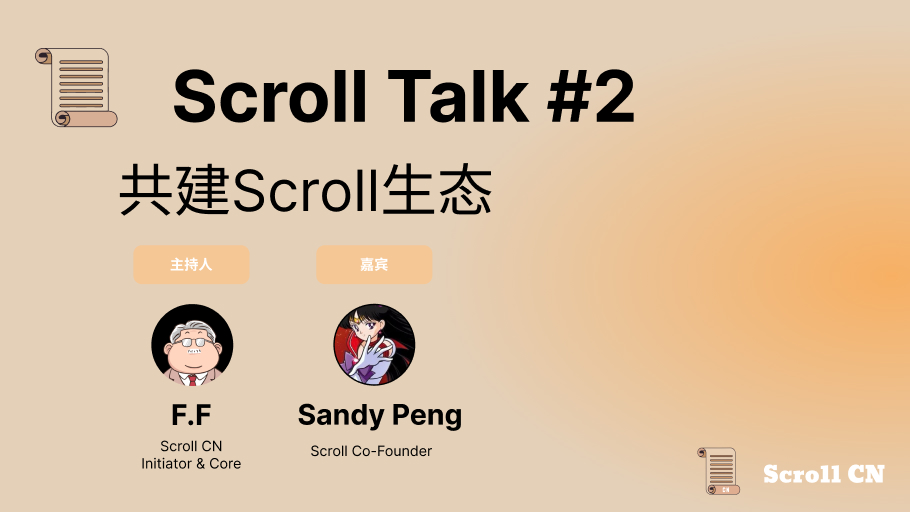 Scroll Talk #2
共建Scroll生态
主持人
嘉宾
F.F
Scroll CN
Initiator & Core
Sandy Peng
Scroll Co-Founder
Scroll CN